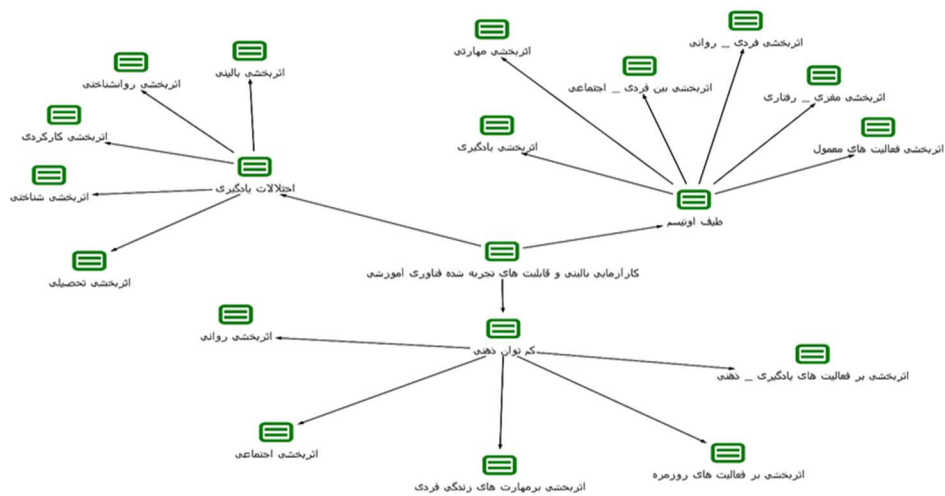 اثربخشی فردی _ روانی
اثربخشی مهارتی
اثربخشی بالینی
اثربخشی روانشناختی
اثربخشی بین فردی _ اجتماعی
اثربخشی مغزی _ رفتاری
اثربخشی کارکردی
اثربخشی یادگیری
اثربخشی فعالیت های معمول
اختلالات یادگیری
اثربخشی شناختی
طیف اوتیسم
کارآزمایی بالینی و قابلیت های تجربه شده فناوری آموزشی
اثربخشی تحصیلی
اثربخشی روانی
کم توان ذهنی
اثربخشی بر فعالیت های یادگیری _ ذهنی
اثربخشی اجتماعی
اثربخشی بر فعالیت های روزمره
اثربخشی برمهارت های زندگی فردی